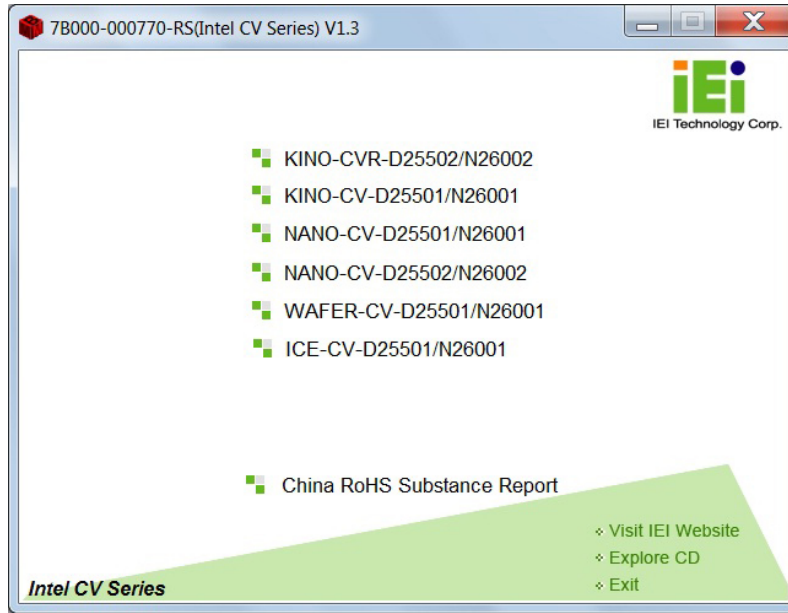 7B000-000770-RS(Intel CV Series) V1.3
iEi
IEI Technology Corp.
KINO-CVR-D25502/N26002
KINO-CV-D25501/N26001
NANO-CV-D25501/N26001
NANO-CV-D25502/N26002
WAFER-CV-D25501/N26001
ICE-CV-D25501/N26001
China RoHS Substance Report
Visit IEI Website
Explore CD
Exit
Intel CV Series